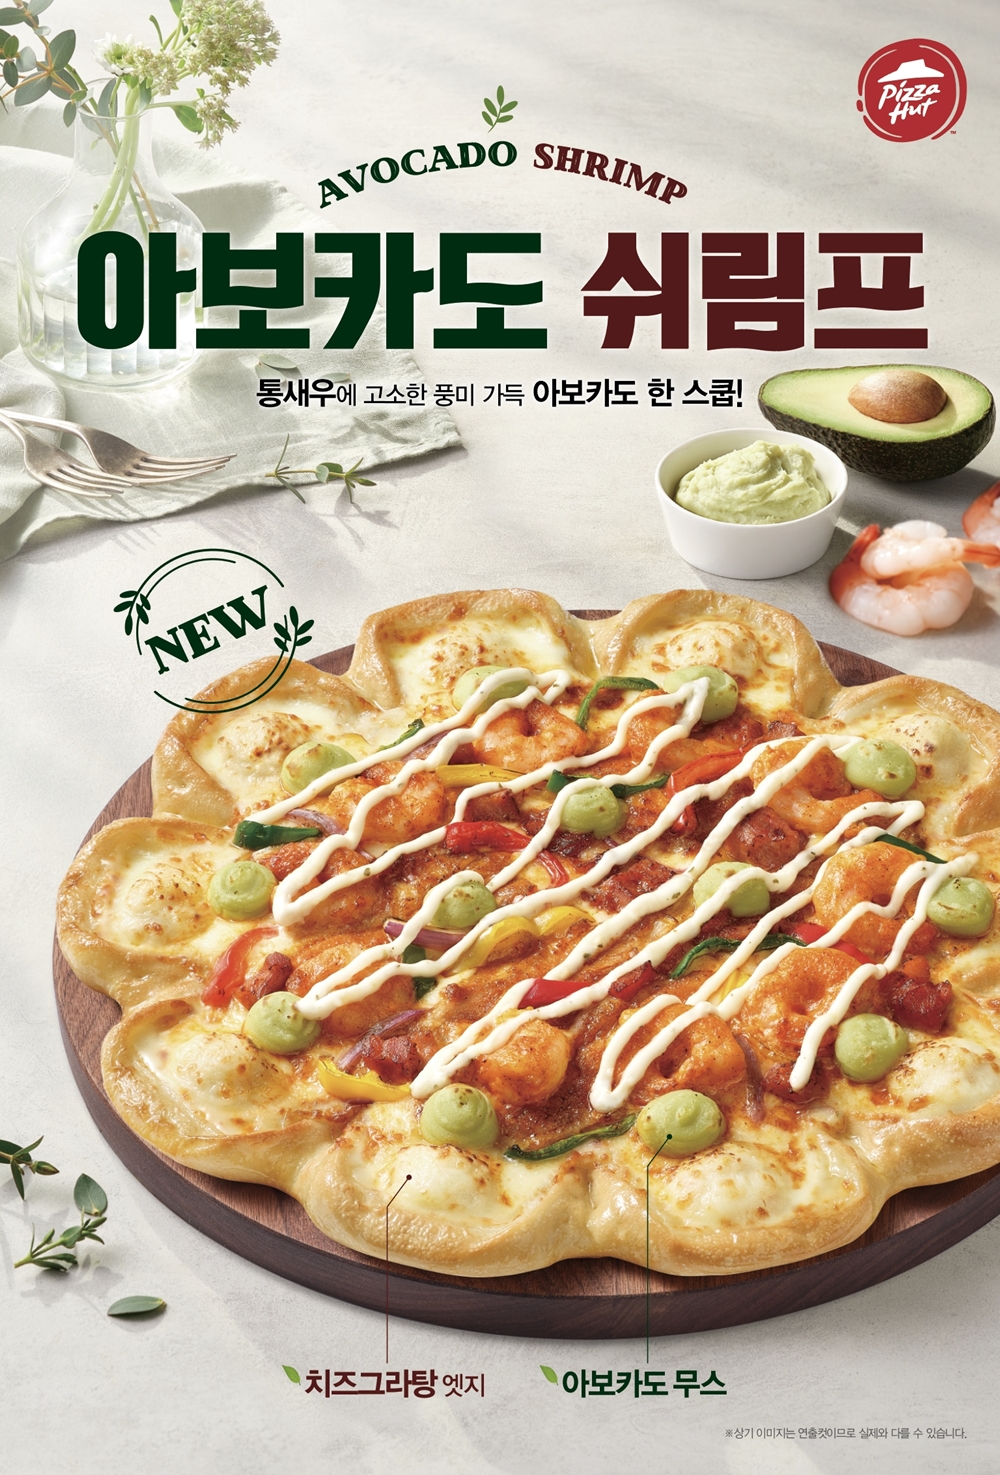 Pizza
Hut
AVOCADO SHRIMP
아보카도 쉬림프
통새우에 고소한 풍미 가득 아보카도 한 스쿱!
NEW
치즈그라탕 엣지
아보카도 무스
※상기 이미지는 연출컷이므로 실제와 다를 수 있습니다.